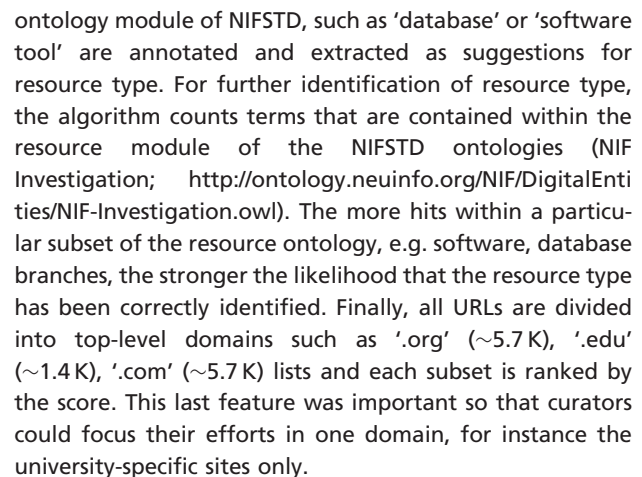 ontology module of NIFSTD, such as ‘database’ or ‘software
tool’ are annotated and extracted as suggestions for
resource type. For further identification of resource type,
the algorithm counts terms that are contained within the
resource module of the NIFSTD ontologies (NIF
Investigation; http://ontology.neuinfo.org/NIF/DigitalEnti
ties/NIF-Investigation.owl). The more hits within a particu-
lar subset of the resource ontology, e.g. software, database
branches, the stronger the likelihood that the resource type
has been correctly identified. Finally, all URLs are divided
into top-level domains such as ‘.org’ (∼5.7 K), ‘.edu’
(∼1.4 K), ‘.com’ (∼5.7 K) lists and each subset is ranked by
the score. This last feature was important so that curators
could focus their efforts in one domain, for instance the
university-specific sites only.